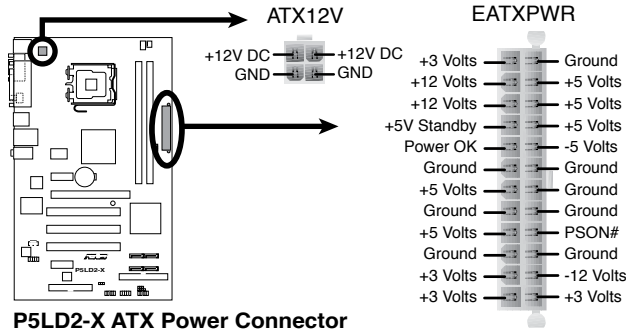 ATX12V
EATXPWR
+12V DC
+12V DC
GND
GND
+3 Volts
Ground
+12 Volts
+5 Volts
+12 Volts
+5 Volts
+5V Standby
+5 Volts
Power OK
-5 Volts
Ground
Ground
+5 Volts
Ground
Ground
Ground
+5 Volts
PSON#
Ground
Ground
+3 Volts
-12 Volts
+3 Volts
+3 Volts
ASUS
P5LD2-X
P5LD2-X ATX Power Connector